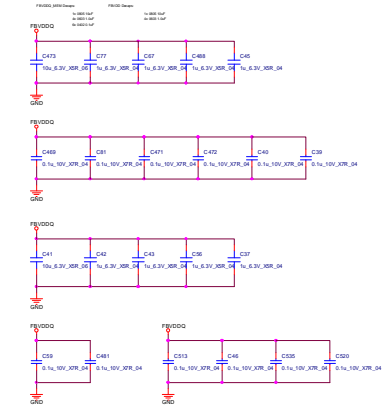 FBVDDQ_MEM Decaps FBVDD Decaps
FBVDDQ
C473 C77 C67 C488 C45
10u_6.3V_X5R_06 1u_6.3V_X5R_04 1u_6.3V_X5R_04 1u_6.3V_X5R_04 1u_6.3V_X5R_04
GND
FBVDDQ
C469 C81 C471 C472 C40 C39
0.1u_10V_X7R_04 0.1u_10V_X7R_04 0.1u_10V_X7R_04 0.1u_10V_X7R_04 0.1u_10V_X7R_04 0.1u_10V_X7R_04
GND
FBVDDQ
C41 C42 C43 C56 C37
10u_6.3V_X5R_06 1u_6.3V_X5R_04 1u_6.3V_X5R_04 1u_6.3V_X5R_04 1u_6.3V_X5R_04
GND
FBVDDQ FBVDDQ
C59 C481 C513 C46 C535 C520
0.1u_10V_X7R_04 0.1u_10V_X7R_04 0.1u_10V_X7R_04 0.1u_10V_X7R_04 0.1u_10V_X7R_04 0.1u_10V_X7R_04
GND GND